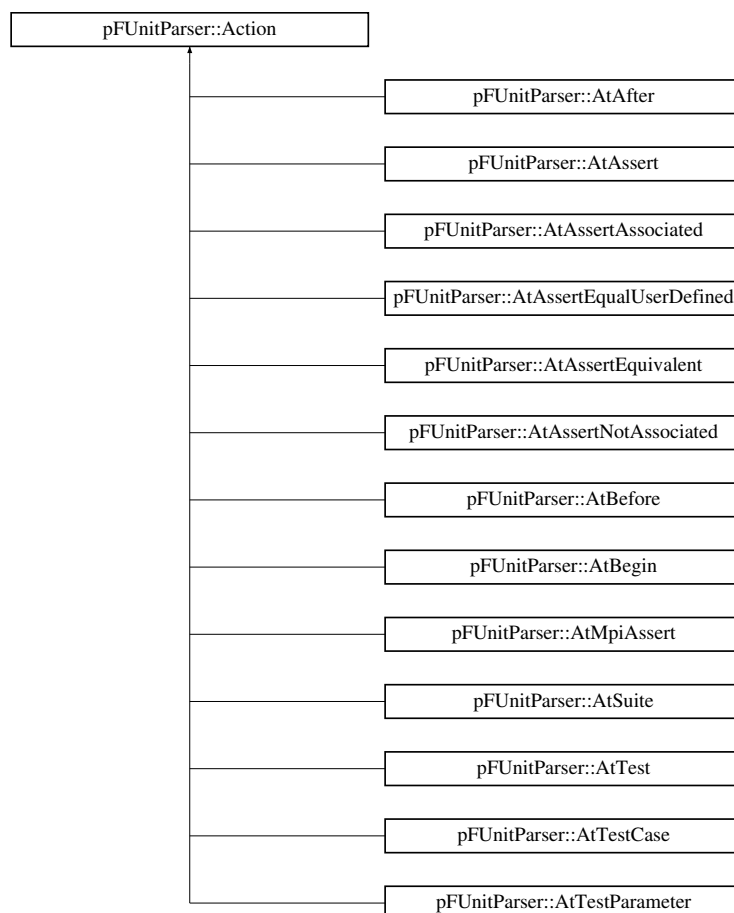 pFUnitParser::Action
pFUnitParser::AtAfter
pFUnitParser::AtAssert
pFUnitParser::AtAssertAssociated
pFUnitParser::AtAssertEqualUserDefined
pFUnitParser::AtAssertEquivalent
pFUnitParser::AtAssertNotAssociated
pFUnitParser::AtBefore
pFUnitParser::AtBegin
pFUnitParser::AtMpiAssert
pFUnitParser::AtSuite
pFUnitParser::AtTest
pFUnitParser::AtTestCase
pFUnitParser::AtTestParameter